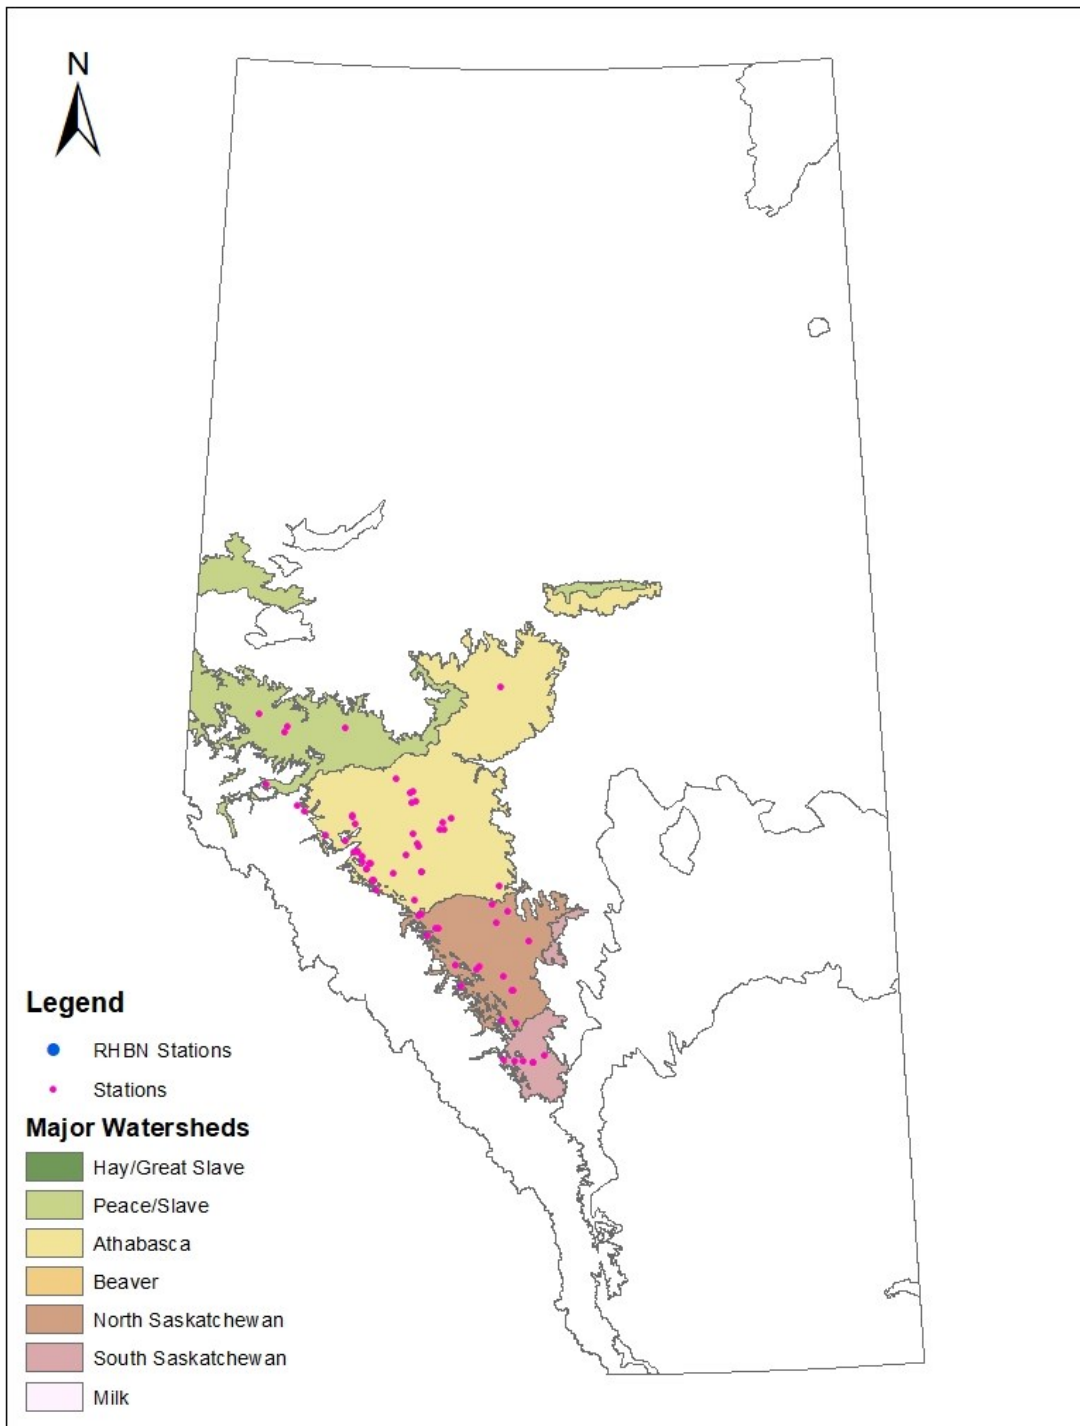 N
Legend
RHBN Stations
Stations
Major Watersheds
Hay/Great Slave
Peace/Slave
Athabasca
Beaver
North Saskatchewan
South Saskatchewan
Milk